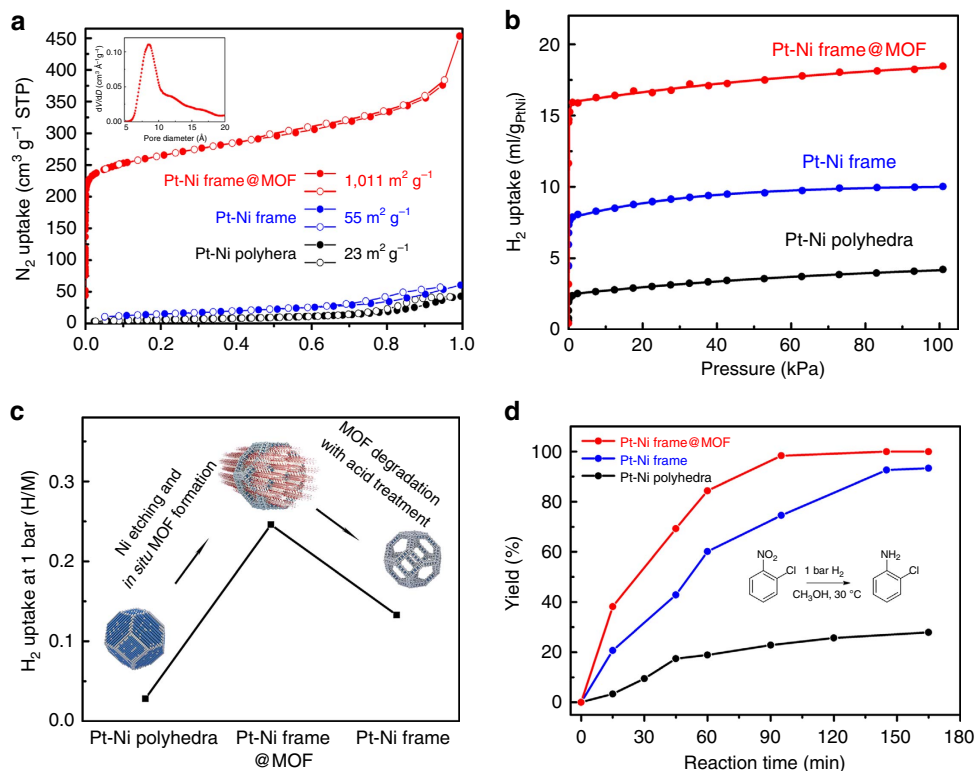 a
N₂ uptake (cm³ g⁻¹ STP)
450
400
350
300
250
200
150
100
50
0
0.0 0.2 0.4 0.6 0.8 1.0
dV/dD (cm³ Å⁻¹g⁻¹)
0.10
0.05
0.00
5 10 15 20
Pore diameter (Å)
Pt-Ni frame@MOF 1,011 m² g⁻¹
Pt-Ni frame 55 m² g⁻¹
Pt-Ni polyhera 23 m² g⁻¹
b
H₂ uptake (ml/gPtNi)
20
15
10
5
0
0 20 40 60 80 100
Pressure (kPa)
Pt-Ni frame@MOF
Pt-Ni frame
Pt-Ni polyhedra
c
H₂ uptake at 1 bar (H/M)
0.3
0.2
0.1
0.0
Ni etching and
in situ MOF formation
MOF degradation
with acid treatment
Pt-Ni polyhedra Pt-Ni frame Pt-Ni frame
@MOF
d
Yield (%)
100
80
60
40
20
0
0 30 60 90 120 150 180
Reaction time (min)
Pt-Ni frame@MOF
Pt-Ni frame
Pt-Ni polyhedra
NO₂
Cl
1 bar H₂
CH₃OH, 30 °C
NH₂
Cl